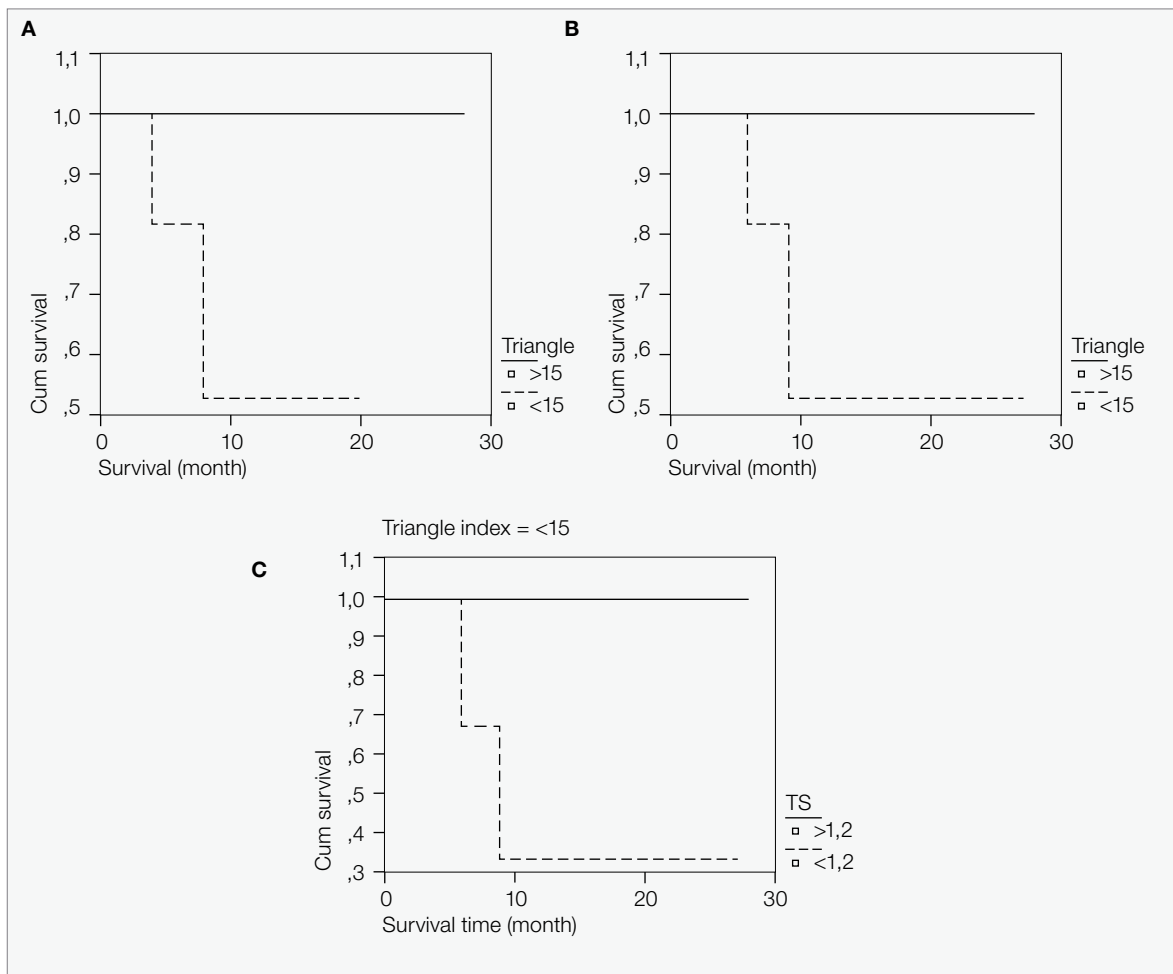 A
1,1
1,0
,9
,8
,7
,6
,5
Cum survival
0 10 20 30
Survival (month)
Triangle
>15
<15
B
1,1
1,0
,9
,8
,7
,6
,5
Cum survival
0 10 20 30
Survival (month)
Triangle
>15
<15
C
Triangle index = <15
1,1
1,0
,9
,8
,7
,6
,5
,4
,3
Cum survival
0 10 20 30
Survival time (month)
TS
>1,2
<1,2